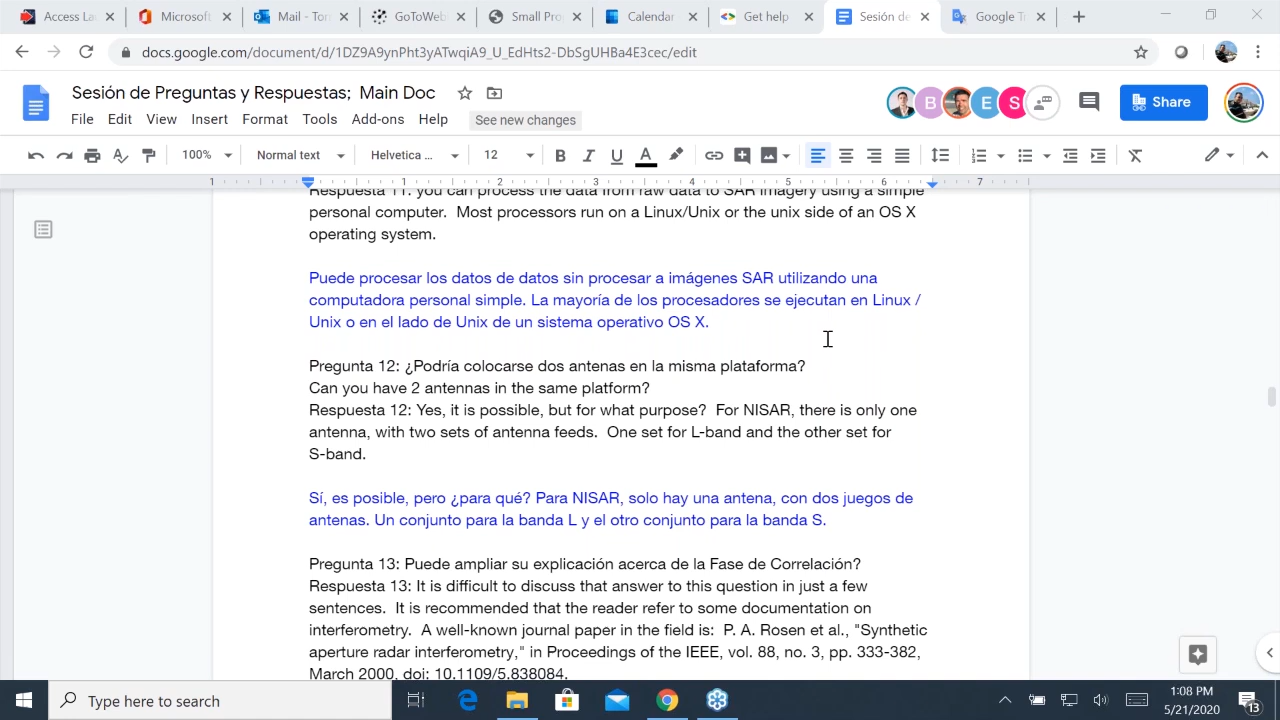 Access La
Microsoft
Mail - Ton
GoToWeb
Small Pro
Calendar
Get help
Sesión de
Google Tr
docs.google.com/document/d/1DZ9A9ynPht3yATwqiA9_U_EdHts2-DbSgUHBa4E3cec/edit
Sesión de Preguntas y Respuestas: Main Doc
B E S
Share
File Edit View Insert Format Tools Add-ons Help See new changes
100% Normal text Helvetica ... 12 B I U A
1 1 2 3 4 5 6 7
Respuesta 11: you can process the data from raw data to SAR imagery using a simple
personal computer. Most processors run on a Linux/Unix or the unix side of an OS X
operating system.
Puede procesar los datos de datos sin procesar a imágenes SAR utilizando una
computadora personal simple. La mayoría de los procesadores se ejecutan en Linux /
Unix o en el lado de Unix de un sistema operativo OS X.
Pregunta 12: ¿Podría colocarse dos antenas en la misma plataforma?
Can you have 2 antennas in the same platform?
Respuesta 12: Yes, it is possible, but for what purpose? For NISAR, there is only one
antenna, with two sets of antenna feeds. One set for L-band and the other set for
S-band.
Sí, es posible, pero ¿para qué? Para NISAR, solo hay una antena, con dos juegos de
antenas. Un conjunto para la banda L y el otro conjunto para la banda S.
Pregunta 13: Puede ampliar su explicación acerca de la Fase de Correlación?
Respuesta 13: It is difficult to discuss that answer to this question in just a few
sentences. It is recommended that the reader refer to some documentation on
interferometry. A well-known journal paper in the field is: P. A. Rosen et al., "Synthetic
aperture radar interferometry," in Proceedings of the IEEE, vol. 88, no. 3, pp. 333-382,
March 2000, doi: 10.1109/5.838084.
Type here to search
1:08 PM
5/21/2020
13